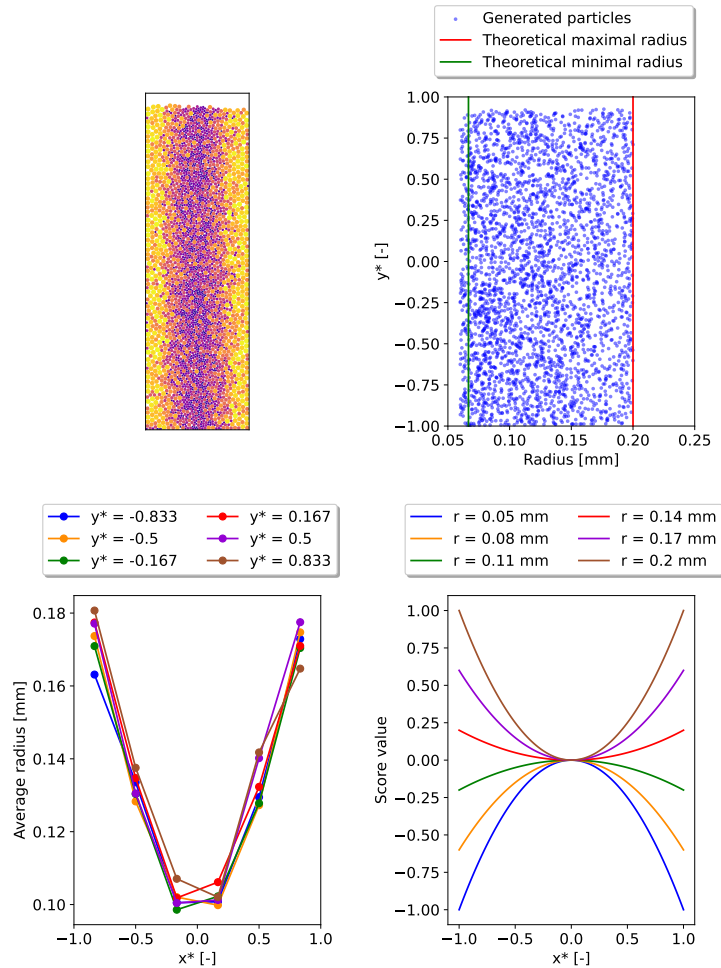 Generated particles
Theoretical maximal radius
Theoretical minimal radius
1.00
0.75
0.50
0.25
0.00
−0.25
−0.50
−0.75
−1.00
y* [-]
0.05 0.10 0.15 0.20 0.25
Radius [mm]
y* = -0.833 y* = 0.167
y* = -0.5 y* = 0.5
y* = -0.167 y* = 0.833
0.18
0.16
0.14
0.12
0.10
Average radius [mm]
−1.0 −0.5 0.0 0.5 1.0
x* [-]
r = 0.05 mm r = 0.14 mm
r = 0.08 mm r = 0.17 mm
r = 0.11 mm r = 0.2 mm
1.00
0.75
0.50
0.25
0.00
−0.25
−0.50
−0.75
−1.00
Score value
−1.0 −0.5 0.0 0.5 1.0
x* [-]